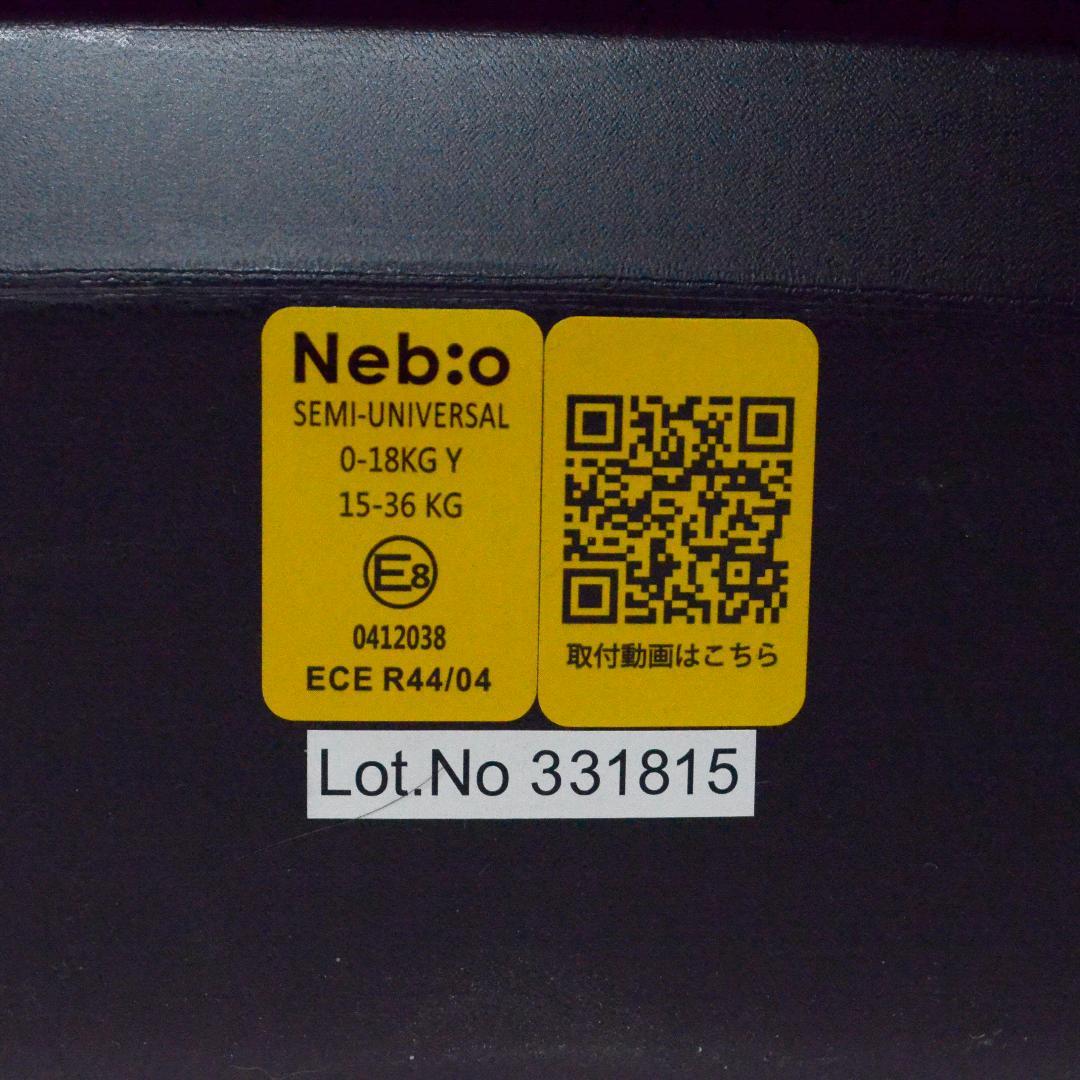 Neb:o
SEMI-UNIVERSAL
0-18KG Y
15-36 KG
E8
0412038
ECE R44/04
取付動画はこちら
Lot.No 331815